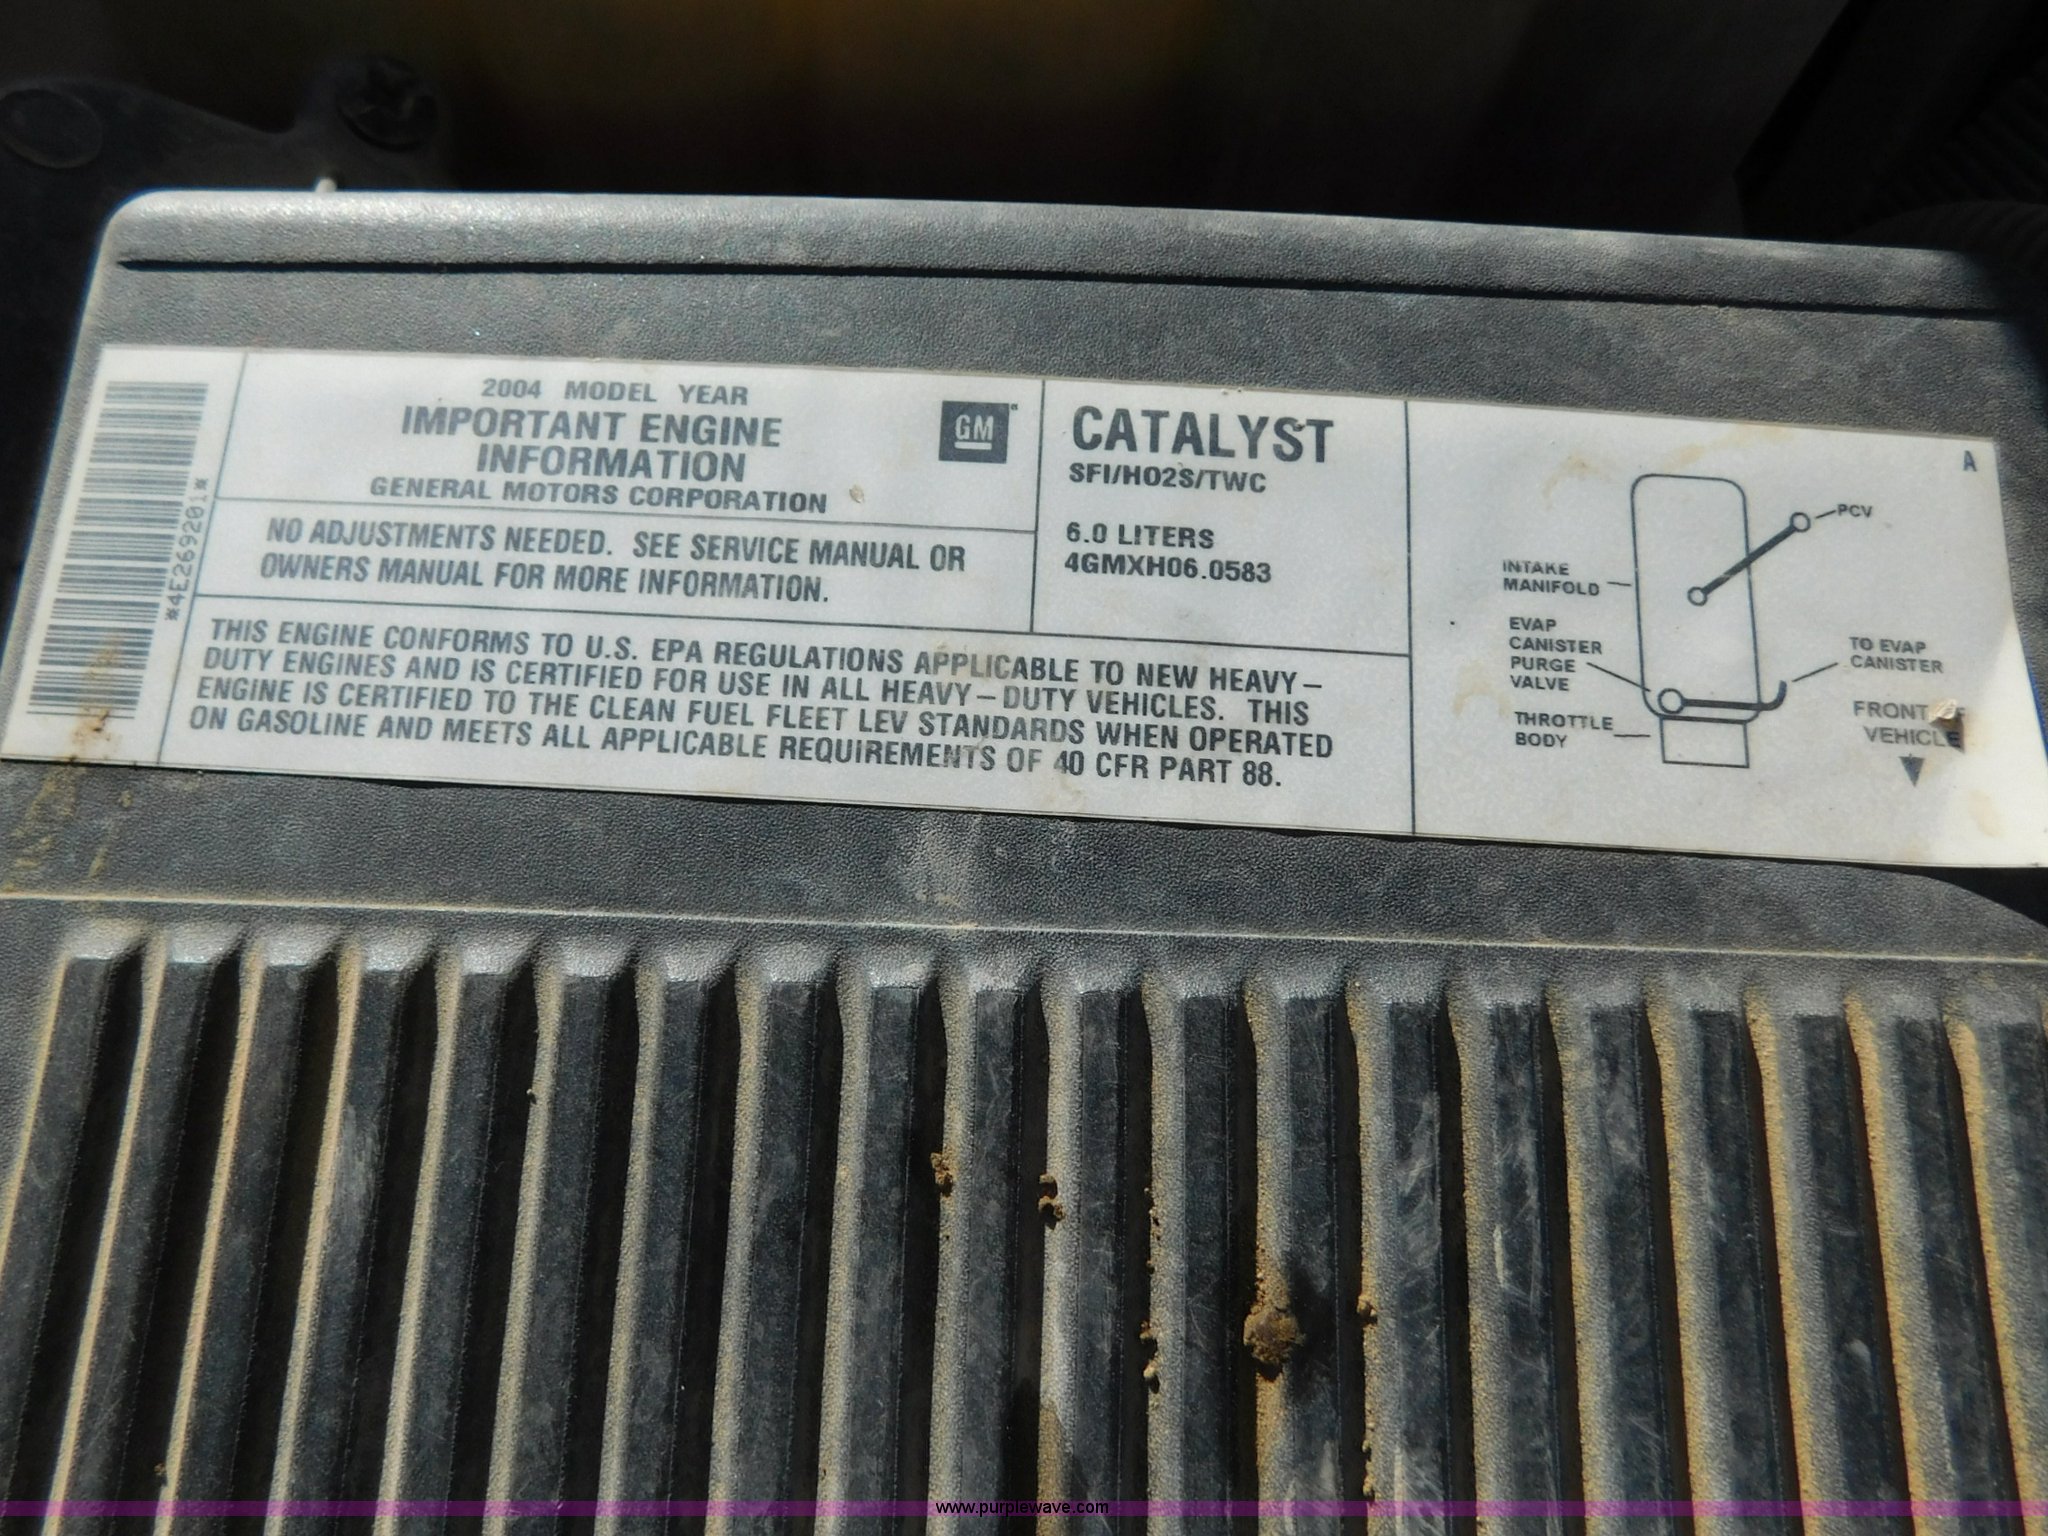 *4E269201*
2004 MODEL YEAR
IMPORTANT ENGINE
INFORMATION
GENERAL MOTORS CORPORATION
GM
NO ADJUSTMENTS NEEDED. SEE SERVICE MANUAL OR
OWNERS MANUAL FOR MORE INFORMATION.
THIS ENGINE CONFORMS TO U.S. EPA REGULATIONS APPLICABLE TO NEW HEAVY–
DUTY ENGINES AND IS CERTIFIED FOR USE IN ALL HEAVY–DUTY VEHICLES. THIS
ENGINE IS CERTIFIED TO THE CLEAN FUEL FLEET LEV STANDARDS WHEN OPERATED
ON GASOLINE AND MEETS ALL APPLICABLE REQUIREMENTS OF 40 CFR PART 88.
CATALYST
SFI/HO2S/TWC
6.0 LITERS
4GMXH06.0583
A
PCV
INTAKE
MANIFOLD
EVAP
CANISTER
PURGE
VALVE
THROTTLE
BODY
TO EVAP
CANISTER
FRONT OF
VEHICLE
www.purplewave.com